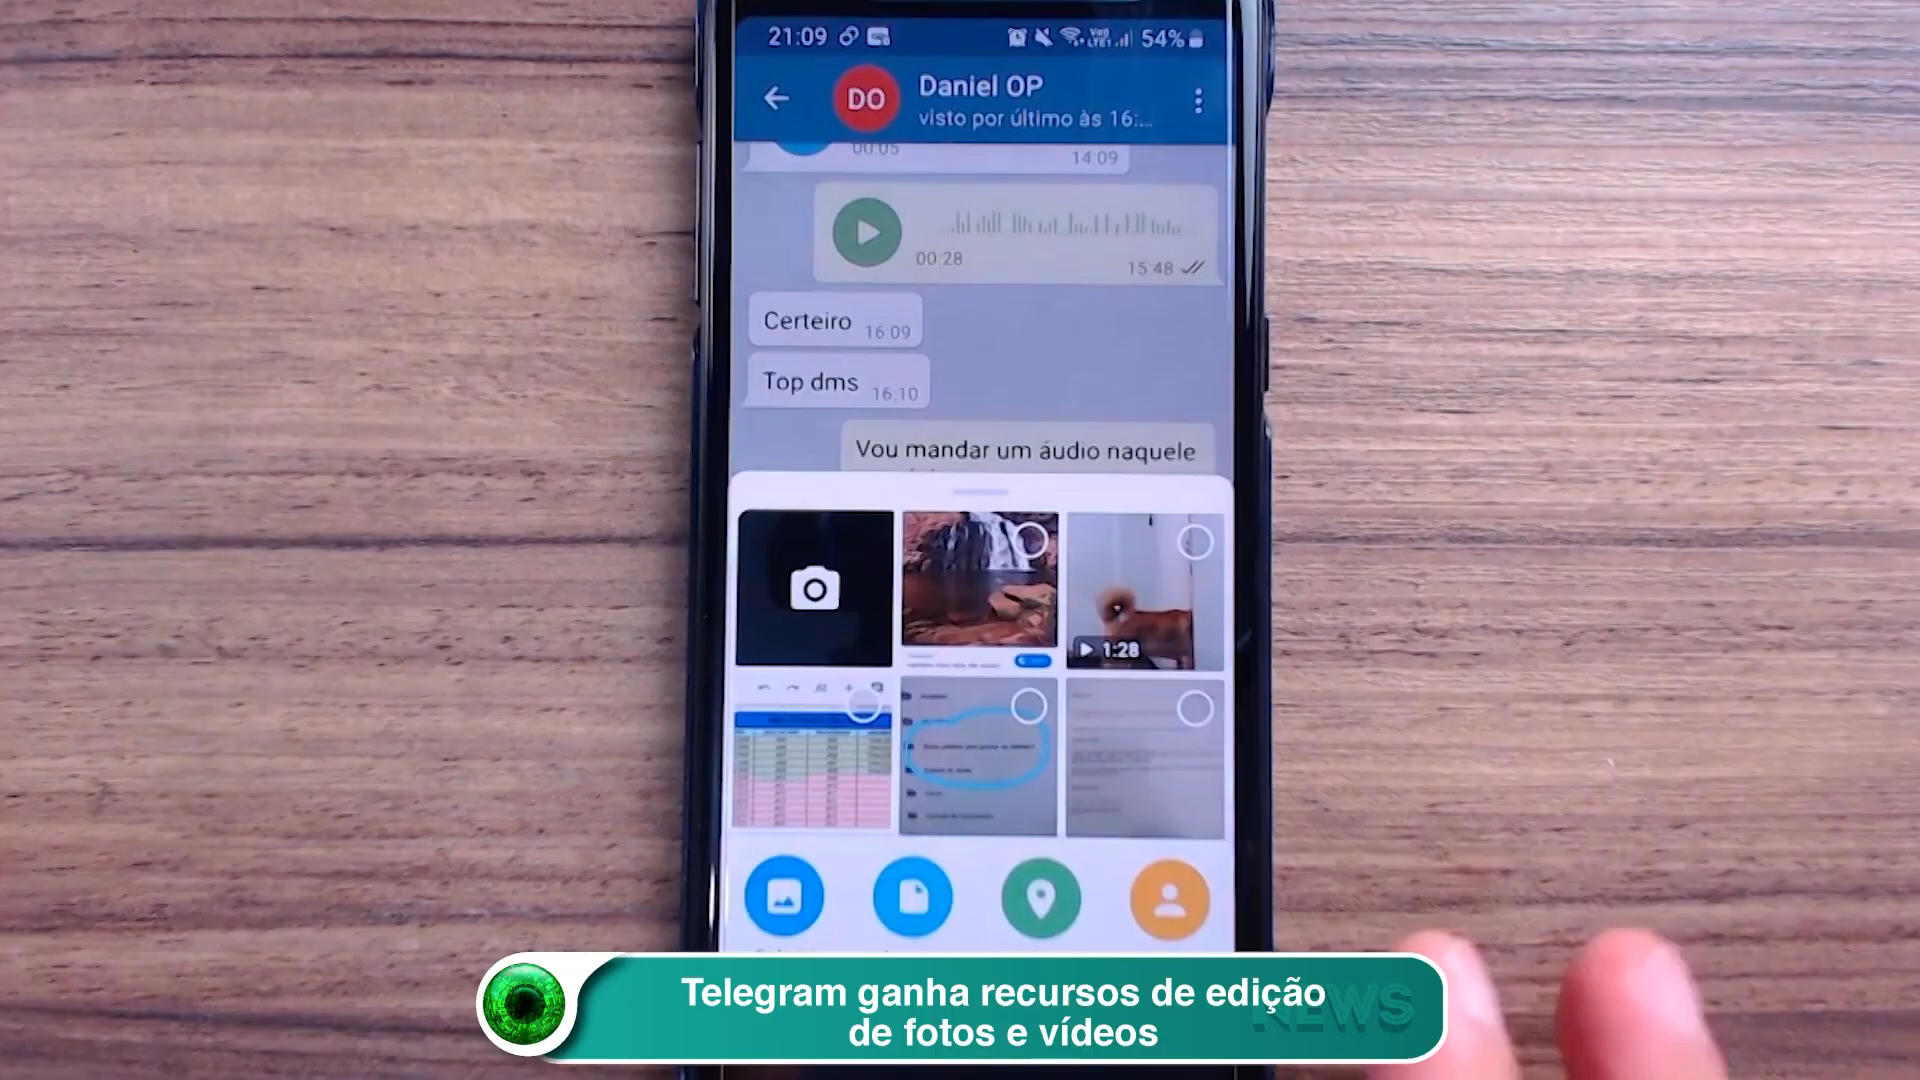 21:09
54%
DO
Daniel OP
visto por último às 16:...
00:05
14:09
00:28
15:48
Certeiro 16:09
Top dms 16:10
Vou mandar um áudio naquele
1:28
Telegram ganha recursos de edição
de fotos e vídeos
NEWS